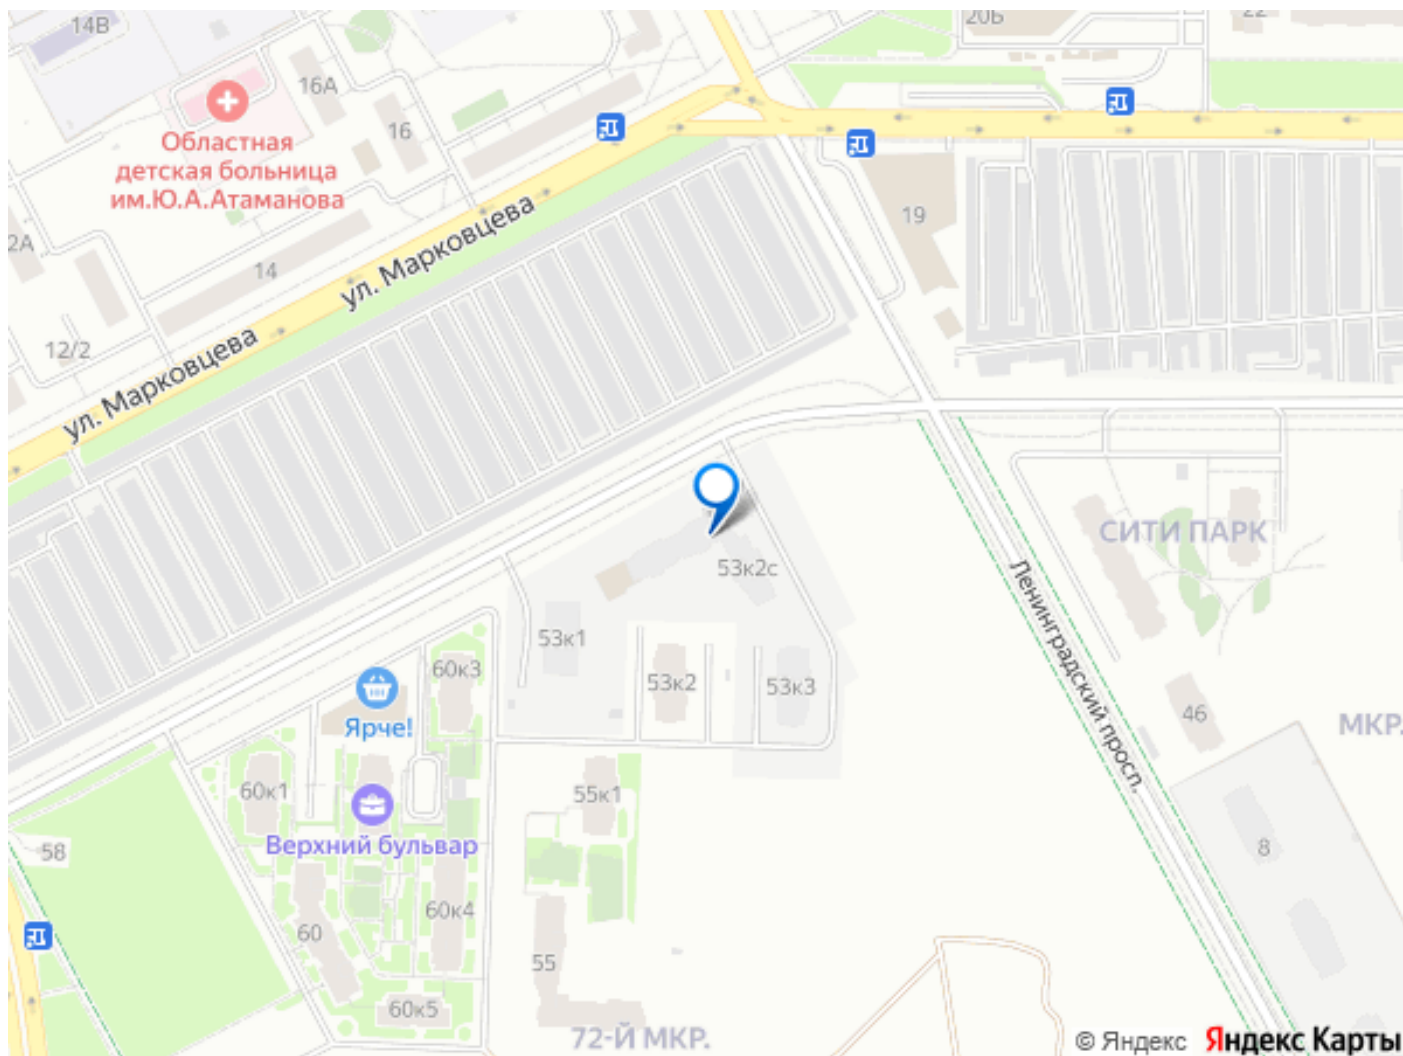 14В
20Б
22
16А
16
Областная
детская больница
им.Ю.А.Атаманова
2А
14
19
ул. Марковцева
ул. Марковцева
12/2
СИТИ ПАРК
53к2с
Ленинградский просп.
53к1
60к3
53к2
53к3
Ярче!
46
МКР.
60к1
55к1
Верхний бульвар
58
8
60к4
60
55
60к5
72-Й МКР.
© Яндекс Яндекс Карты